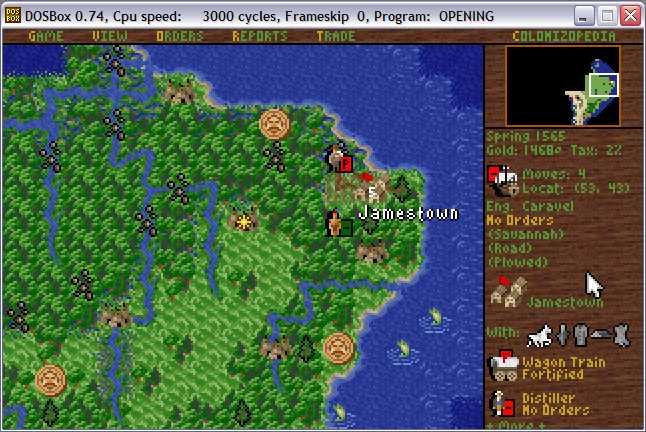 DOSBox 0.74, Cpu speed: 3000 cycles, Frameskip 0, Program: OPENING
GAME VIEW ORDERS REPORTS TRADE COLONIZOPEDIA
Spring 1565
Gold: 1468 Tax: 2%
Moves: 4
Locat: (53, 43)
Eng. Caravel
No Orders
(Savannah)
(Road)
(Plowed)
Jamestown
With:
Wagon Train
Fortified
Distiller
No Orders
+ More +
5
Jamestown